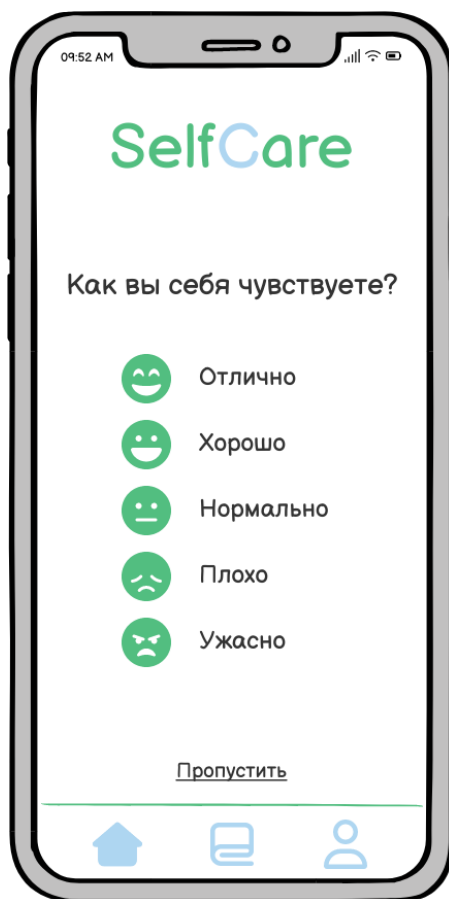 09:52 AM
SelfCare
Как вы себя чувствуете?
Отлично
Хорошо
Нормально
Плохо
Ужасно
Пропустить